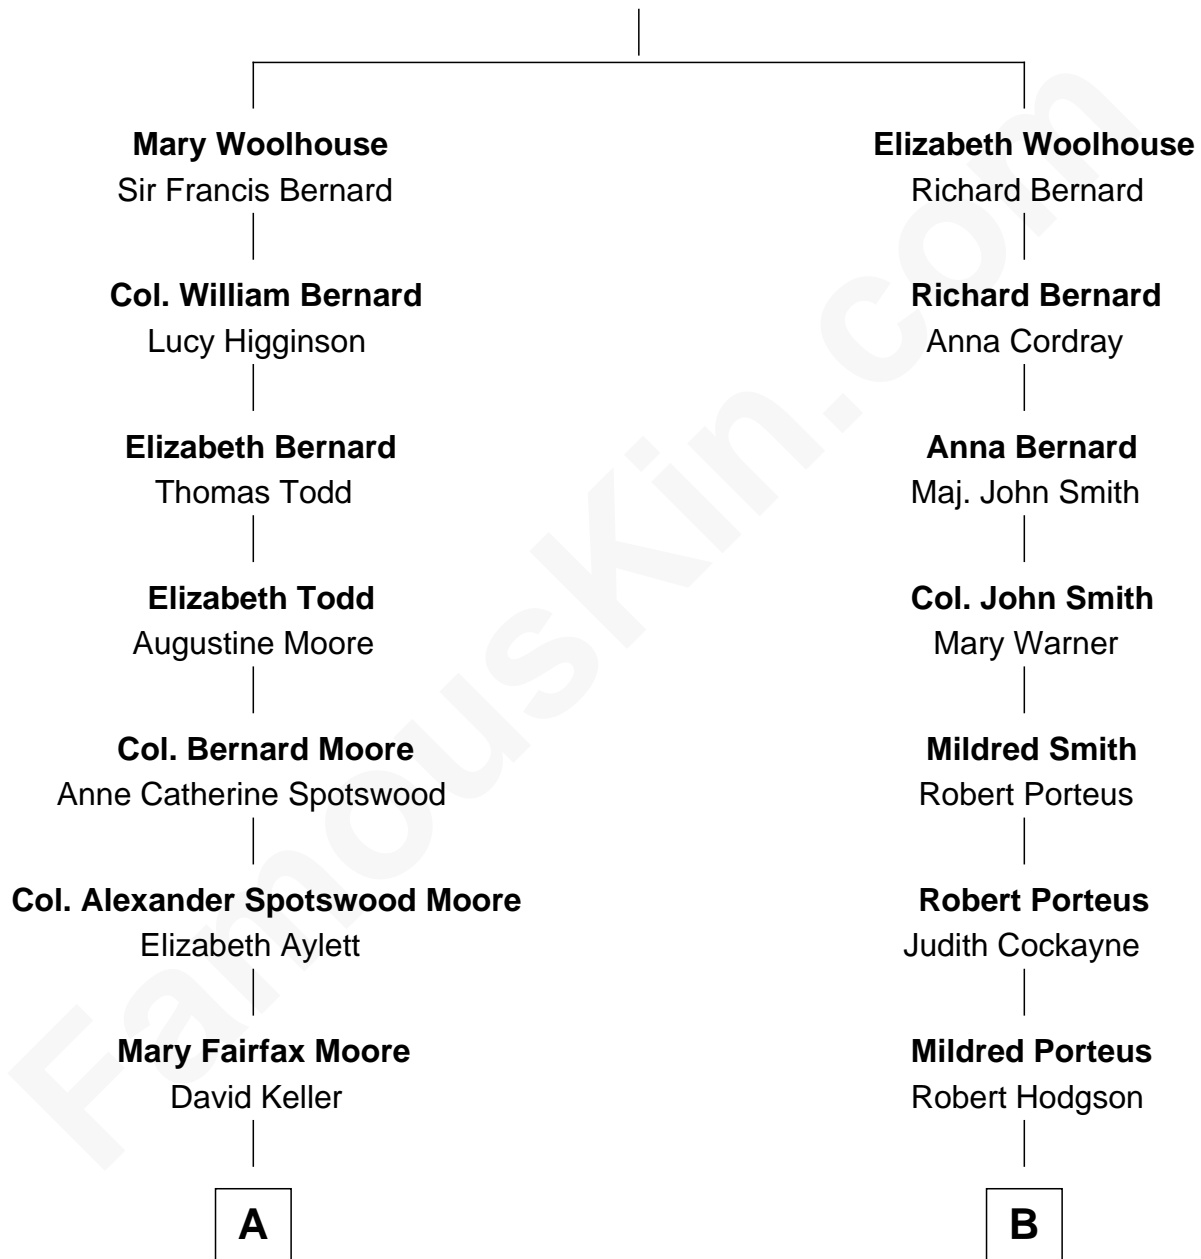 Mary Woolhouse
Sir Francis Bernard
Col. William Bernard
Lucy Higginson
Elizabeth Bernard
Thomas Todd
Elizabeth Todd
Augustine Moore
Col. Bernard Moore
Anne Catherine Spotswood
Col. Alexander Spotswood Moore
Elizabeth Aylett
Mary Fairfax Moore
David Keller
A
Elizabeth Woolhouse
Richard Bernard
Richard Bernard
Anna Cordray
Anna Bernard
Maj. John Smith
Col. John Smith
Mary Warner
Mildred Smith
Robert Porteus
Robert Porteus
Judith Cockayne
Mildred Porteus
Robert Hodgson
B
FamousKin.com